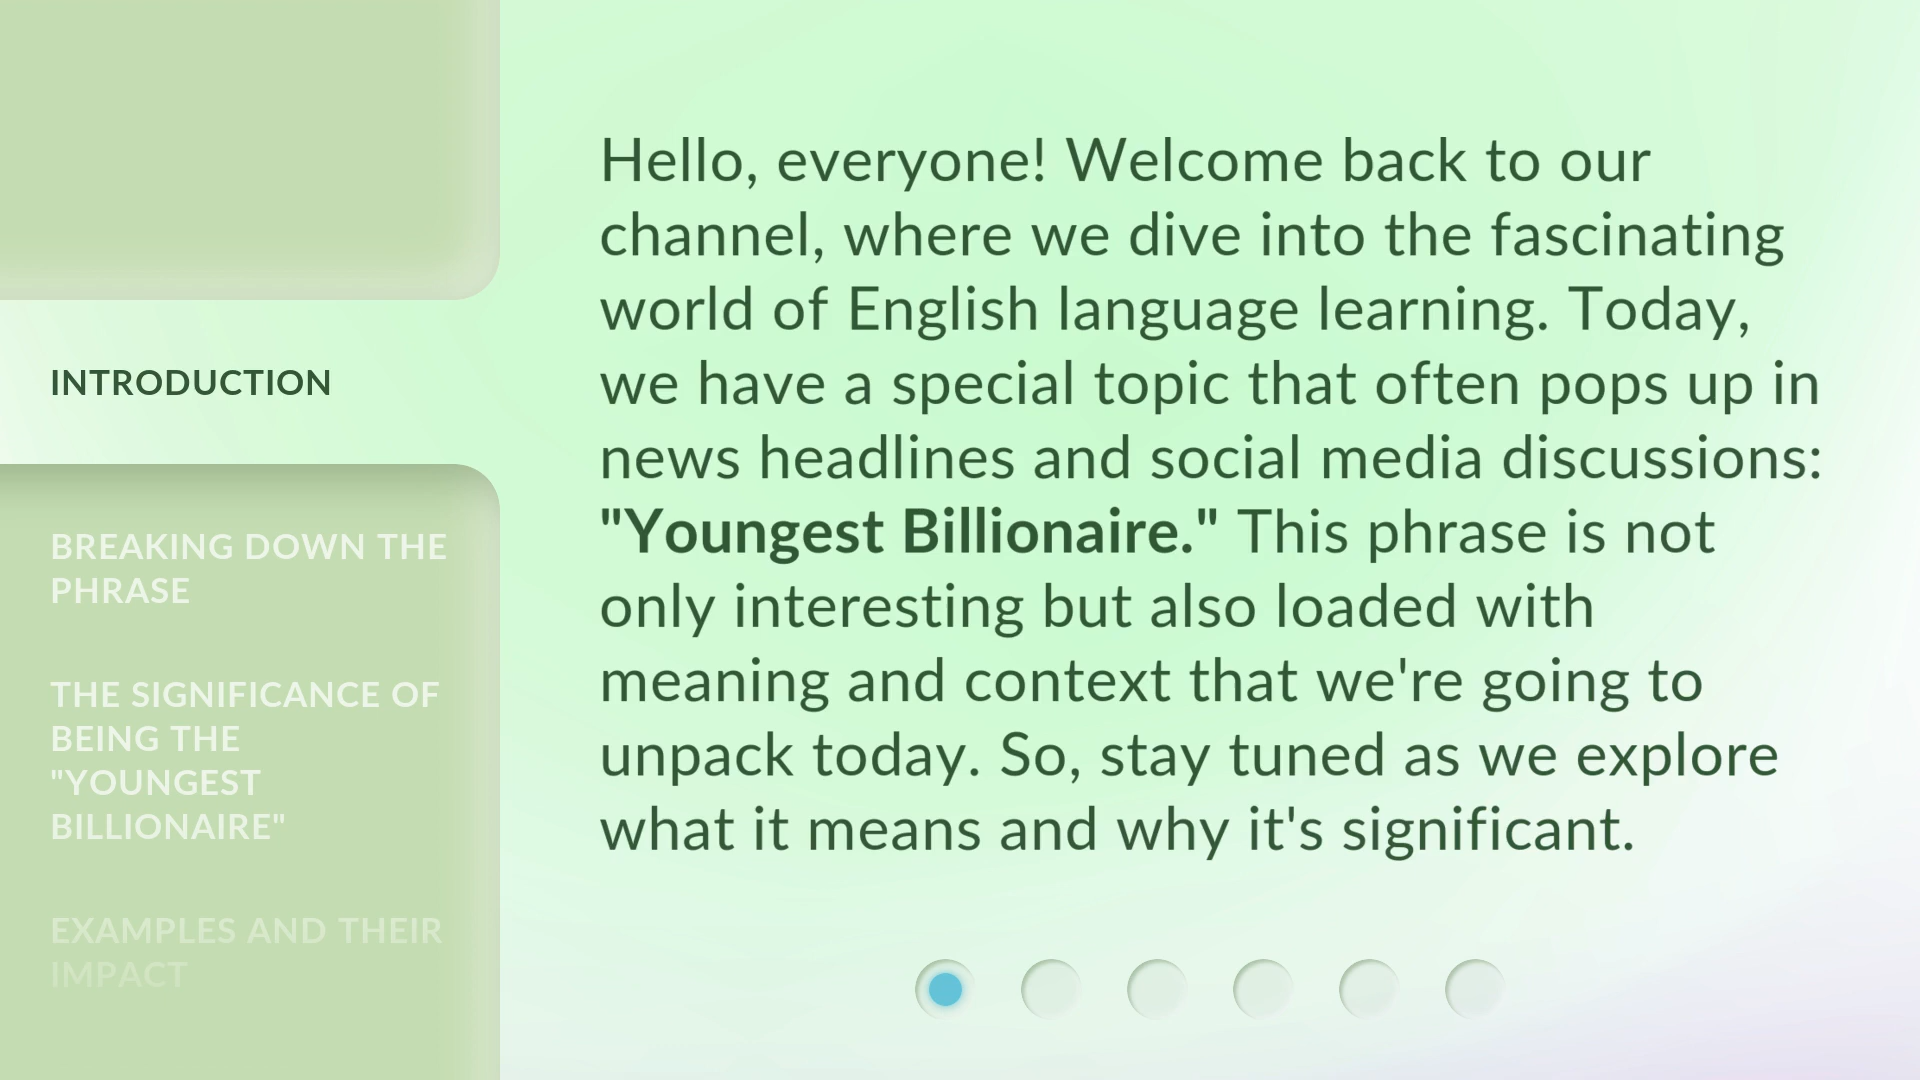 INTRODUCTION
BREAKING DOWN THE
PHRASE
THE SIGNIFICANCE OF
BEING THE
"YOUNGEST
BILLIONAIRE"
EXAMPLES AND THEIR
IMPACT
Hello, everyone! Welcome back to our
channel, where we dive into the fascinating
world of English language learning. Today,
we have a special topic that often pops up in
news headlines and social media discussions:
"Youngest Billionaire." This phrase is not
only interesting but also loaded with
meaning and context that we're going to
unpack today. So, stay tuned as we explore
what it means and why it's significant.